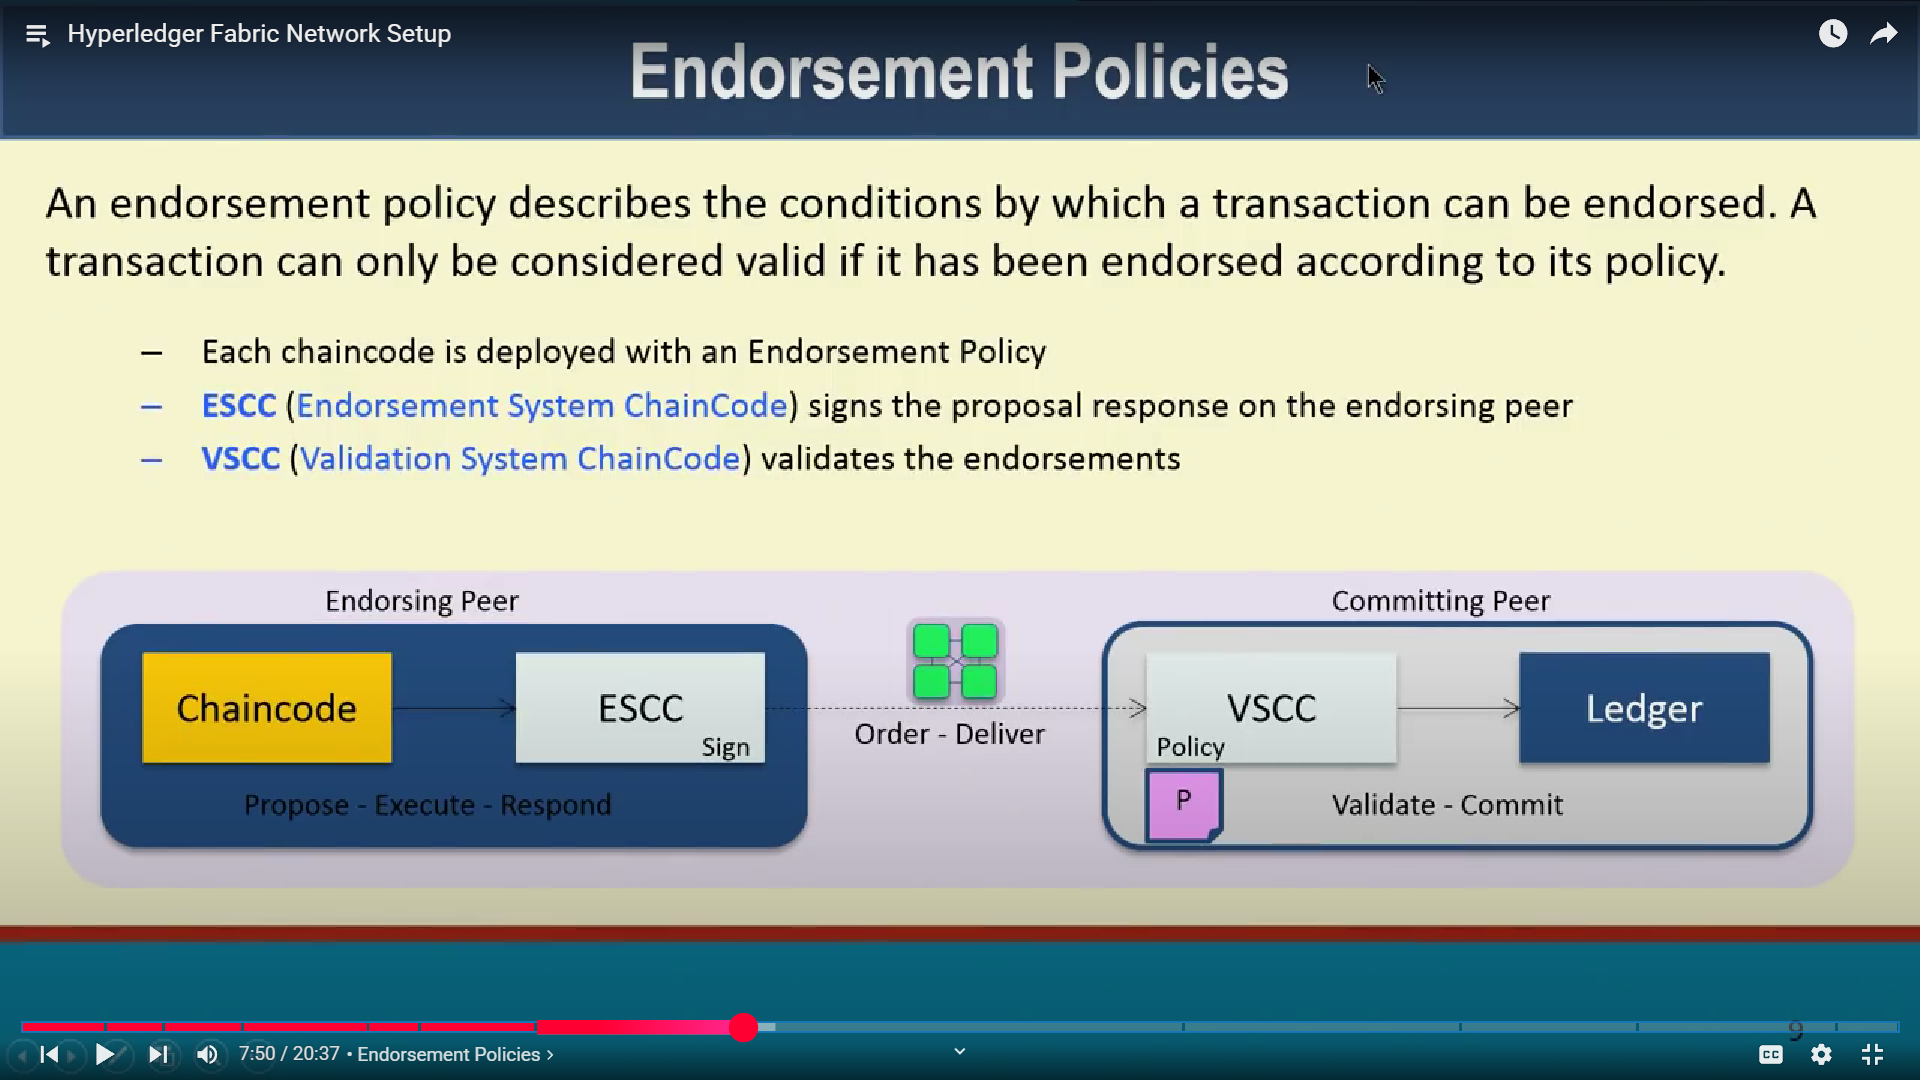 Hyperledger Fabric Network Setup
Endorsement Policies
An endorsement policy describes the conditions by which a transaction can be endorsed. A
transaction can only be considered valid if it has been endorsed according to its policy.
– Each chaincode is deployed with an Endorsement Policy
– ESCC (Endorsement System ChainCode) signs the proposal response on the endorsing peer
– VSCC (Validation System ChainCode) validates the endorsements
Endorsing Peer
Chaincode
ESCC
Sign
Propose - Execute - Respond
Order - Deliver
Committing Peer
VSCC
Policy
P
Ledger
Validate - Commit
9
7:50 / 20:37 • Endorsement Policies ›
CC